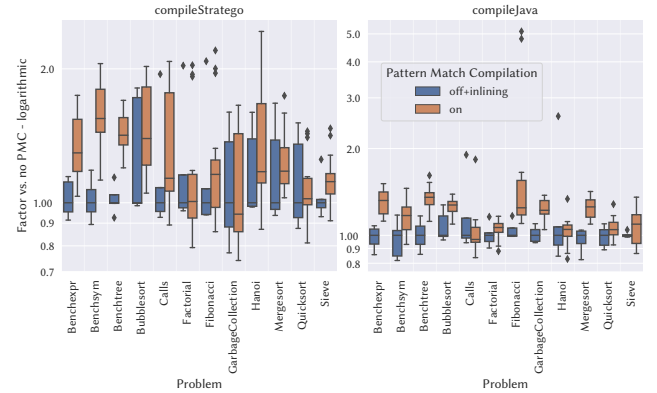 compileStratego
compileJava
Factor vs. no PMC - logarithmic
2.0
1.00
0.9
0.8
0.7
5.0
4.0
3.0
2.0
1.00
0.9
0.8
Pattern Match Compilation
off+inlining
on
Benchexpr
Benchsym
Benchtree
Bubblesort
Calls
Factorial
Fibonacci
GarbageCollection
Hanoi
Mergesort
Quicksort
Sieve
Benchexpr
Benchsym
Benchtree
Bubblesort
Calls
Factorial
Fibonacci
GarbageCollection
Hanoi
Mergesort
Quicksort
Sieve
Problem
Problem